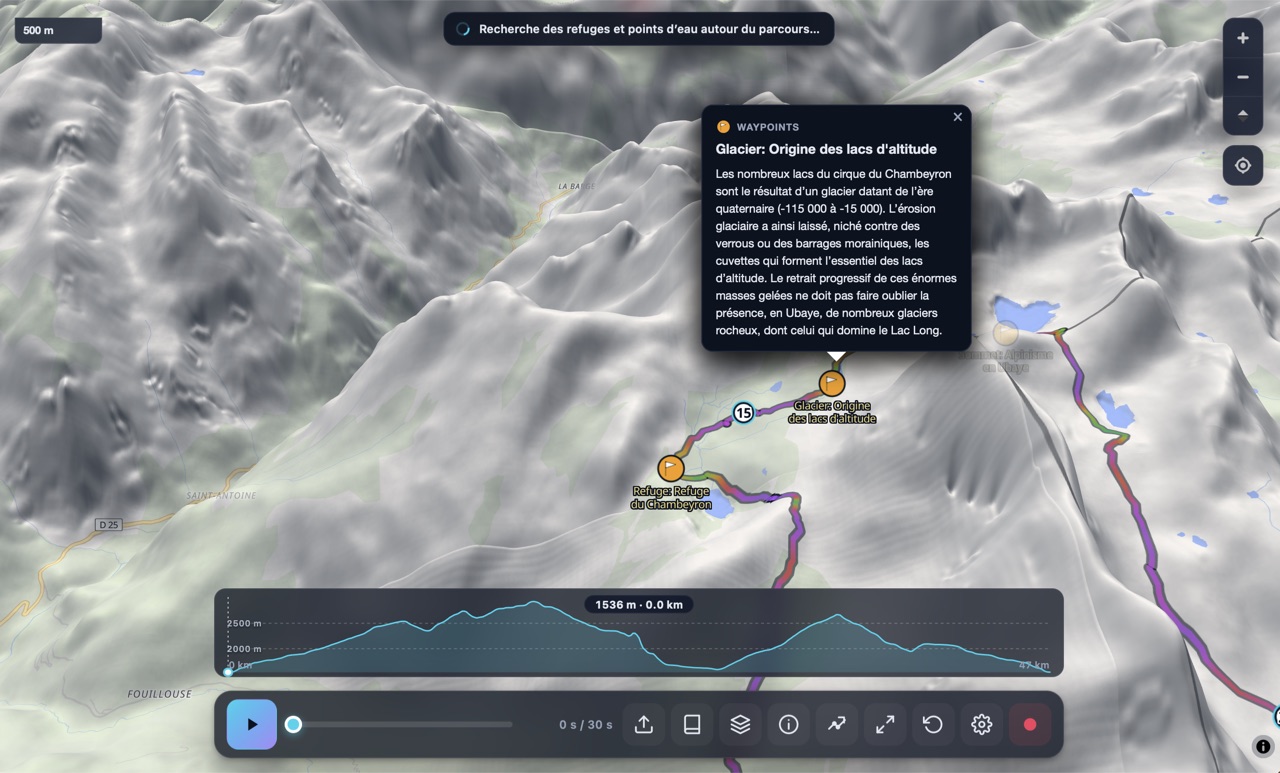 500 m
Recherche des refuges et points d’eau autour du parcours...
WAYPOINTS
Glacier: Origine des lacs d'altitude
Les nombreux lacs du cirque du Chambeyron
sont le résultat d’un glacier datant de l’ère
quaternaire (-115 000 à -15 000). L’érosion
glaciaire a ainsi laissé, niché contre des
verrous ou des barrages morainiques, les
cuvettes qui forment l’essentiel des lacs
d’altitude. Le retrait progressif de ces énormes
masses gelées ne doit pas faire oublier la
présence, en Ubaye, de nombreux glaciers
rocheux, dont celui qui domine le Lac Long.
LA BARGE
Sommet: Alpinisme
en Ubaye
15
Glacier: Origine
des lacs d'altitude
Refuge: Refuge
du Chambeyron
SAINT-ANTOINE
D 25
1536 m · 0.0 km
2500 m
2000 m
0 km
47 km
FOUILLOUSE
0 s / 30 s